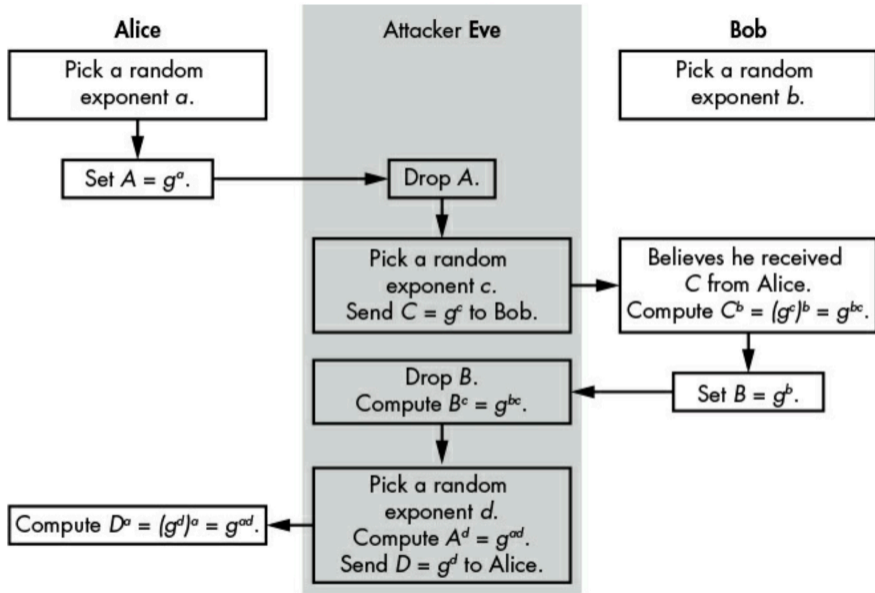 Alice
Attacker Eve
Bob
Pick a random
exponent a.
Pick a random
exponent b.
Set A = gᵃ.
Drop A.
Pick a random
exponent c.
Send C = gᶜ to Bob.
Believes he received
C from Alice.
Compute Cᵇ = (gᶜ)ᵇ = gᵇᶜ.
Drop B.
Compute Bᶜ = gᵇᶜ.
Set B = gᵇ.
Pick a random
exponent d.
Compute Aᵈ = gᵃᵈ.
Send D = gᵈ to Alice.
Compute Dᵃ = (gᵈ)ᵃ = gᵃᵈ.